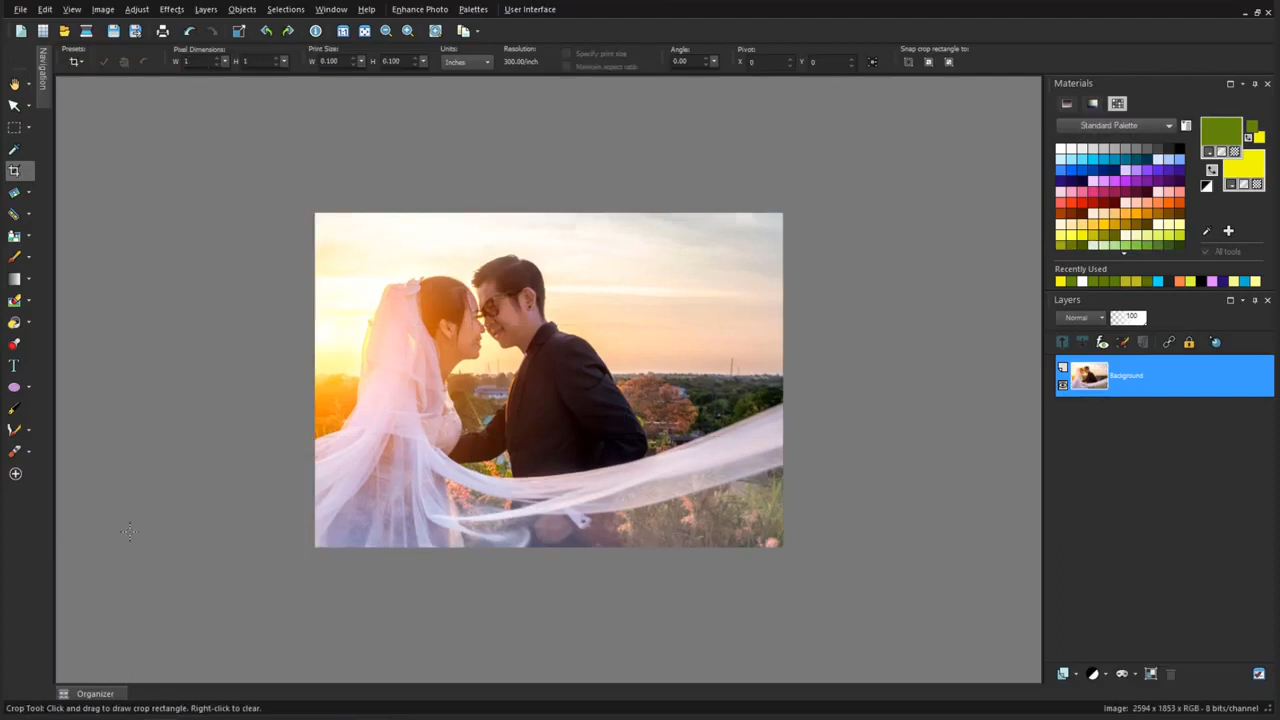 File Edit View Image Adjust Effects Layers Objects Selections Window Help Enhance Photo Palettes User Interface
Presets: Pixel Dimensions: Print Size: Units: Resolution: Specify print size Angle: Pivot: Snap crop rectangle to:
W 1 H 1 W 0.100 H 0.100 Inches 300.00/inch Maintain aspect ratio 0.00 X 0 Y 0
Navigation
Materials
Standard Palette
All tools
Recently Used
Layers
Normal 100
Background
Organizer
Crop Tool: Click and drag to draw crop rectangle. Right-click to clear. Image: 2594 x 1853 x RGB - 8 bits/channel